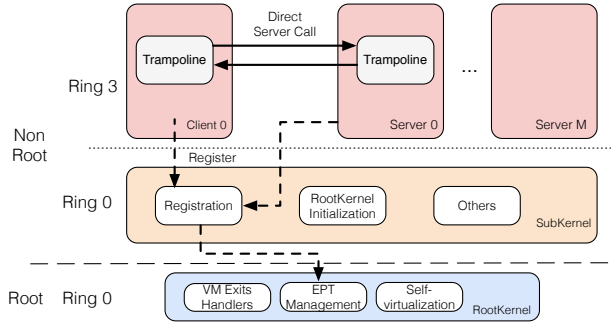 Direct
Server Call
Trampoline
Trampoline
...
Ring 3
Client 0
Server 0
Server M
Non
Root
Register
Ring 0
Registration
RootKernel
Initialization
Others
SubKernel
Root
Ring 0
VM Exits
Handlers
EPT
Management
Self-
virtualization
RootKernel